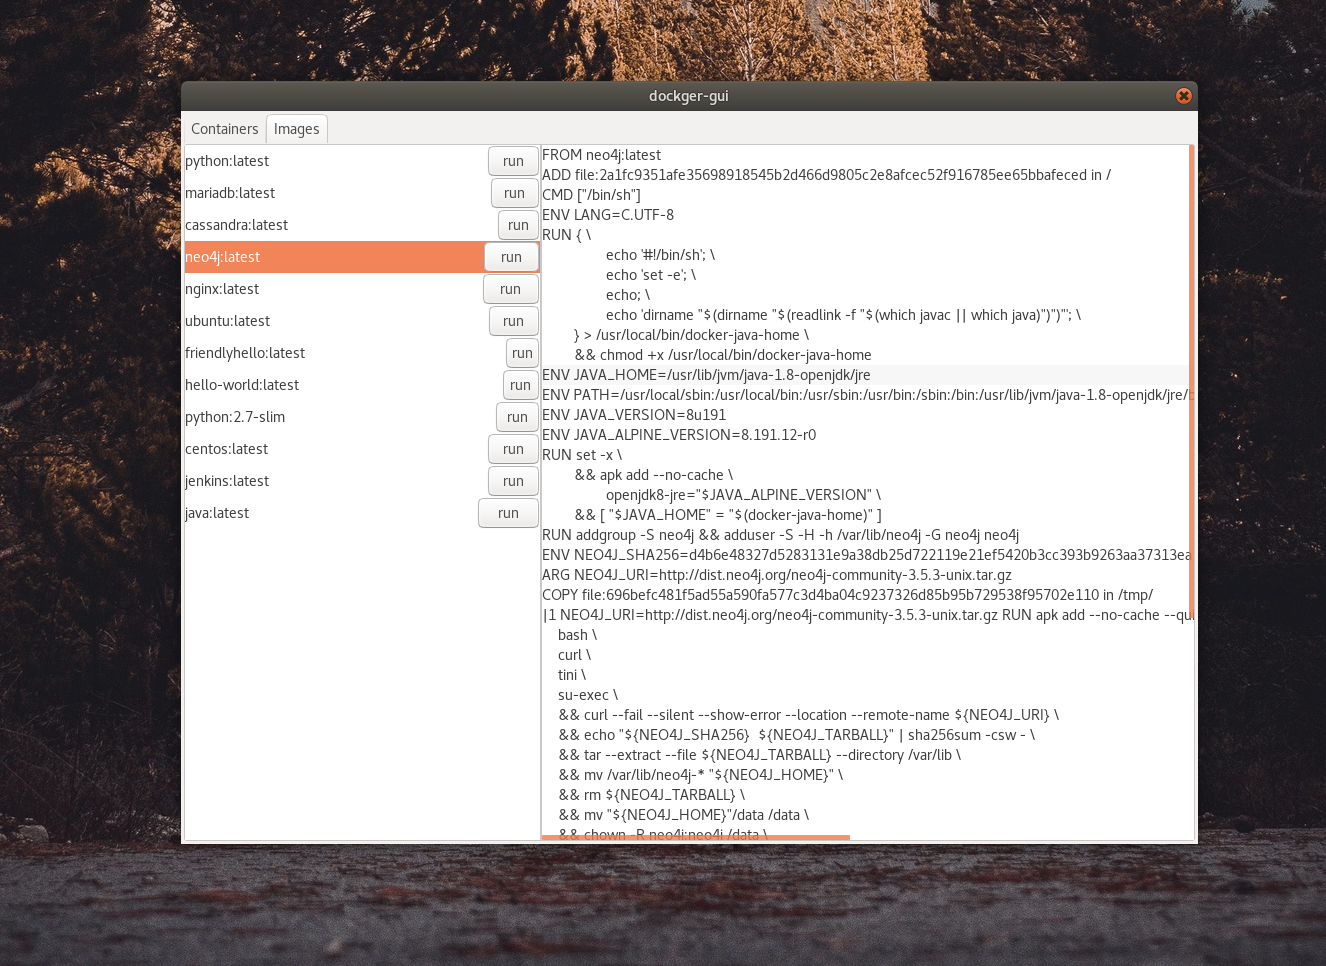 dockger-gui
Containers Images
python:latest run
mariadb:latest run
cassandra:latest run
neo4j:latest run
nginx:latest run
ubuntu:latest run
friendlyhello:latest run
hello-world:latest run
python:2.7-slim run
centos:latest run
jenkins:latest run
java:latest run
FROM neo4j:latest
ADD file:2a1fc9351afe35698918545b2d466d9805c2e8afcec52f916785ee65bbafeced in /
CMD ["/bin/sh"]
ENV LANG=C.UTF-8
RUN { \
echo '#!/bin/sh'; \
echo 'set -e'; \
echo; \
echo 'dirname "$(dirname "$(readlink -f "$(which javac || which java)")")"'; \
} > /usr/local/bin/docker-java-home \
&& chmod +x /usr/local/bin/docker-java-home
ENV JAVA_HOME=/usr/lib/jvm/java-1.8-openjdk/jre
ENV PATH=/usr/local/sbin:/usr/local/bin:/usr/sbin:/usr/bin:/sbin:/bin:/usr/lib/jvm/java-1.8-openjdk/jre/
ENV JAVA_VERSION=8u191
ENV JAVA_ALPINE_VERSION=8.191.12-r0
RUN set -x \
&& apk add --no-cache \
openjdk8-jre="$JAVA_ALPINE_VERSION" \
&& [ "$JAVA_HOME" = "$(docker-java-home)" ]
RUN addgroup -S neo4j && adduser -S -H -h /var/lib/neo4j -G neo4j neo4j
ENV NEO4J_SHA256=d4b6e48327d5283131e9a38db25d722119e21ef5420b3cc393b9263aa37313ea
ARG NEO4J_URI=http://dist.neo4j.org/neo4j-community-3.5.3-unix.tar.gz
COPY file:696befc481f5ad55a590fa577c3d4ba04c9237326d85b95b729538f95702e110 in /tmp/
|1 NEO4J_URI=http://dist.neo4j.org/neo4j-community-3.5.3-unix.tar.gz RUN apk add --no-cache --qui
bash \
curl \
tini \
su-exec \
&& curl --fail --silent --show-error --location --remote-name ${NEO4J_URI} \
&& echo "${NEO4J_SHA256}  ${NEO4J_TARBALL}" | sha256sum -csw - \
&& tar --extract --file ${NEO4J_TARBALL} --directory /var/lib \
&& mv /var/lib/neo4j-* "${NEO4J_HOME}" \
&& rm ${NEO4J_TARBALL} \
&& mv "${NEO4J_HOME}"/data /data \
&& chown -R neo4j:neo4j /data \